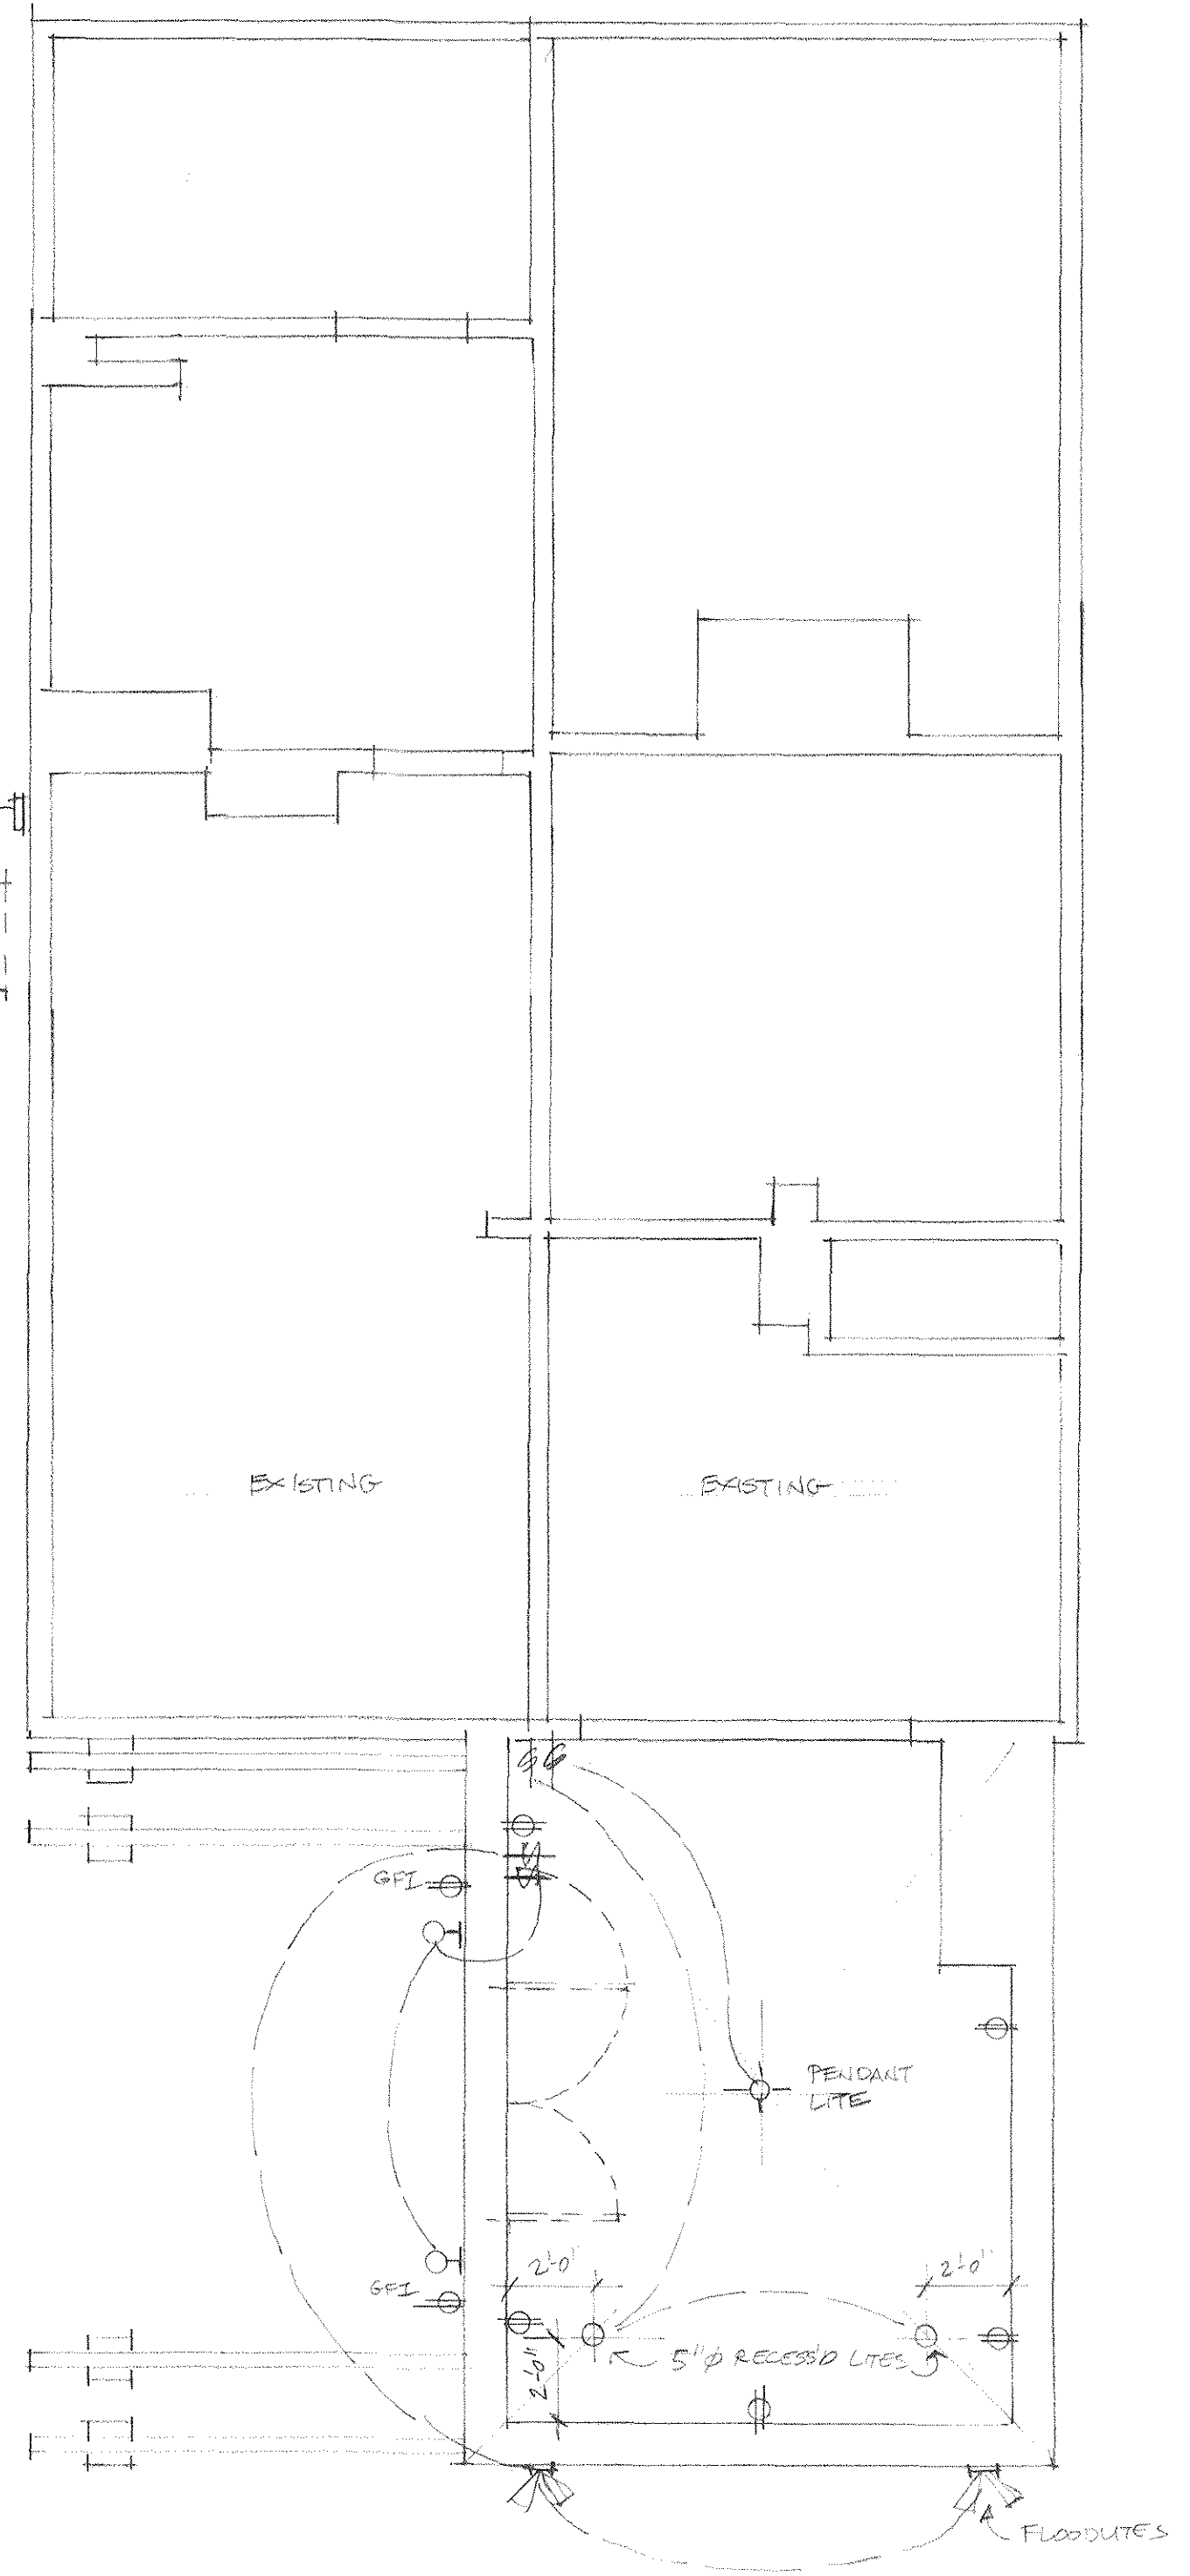 EXISTING
EXISTING
GFI
PENDANT
LITE
2'-0"
2'-0"
GFI
5"Ø RECESS'D LITES
2'-0"
FLOODLITES